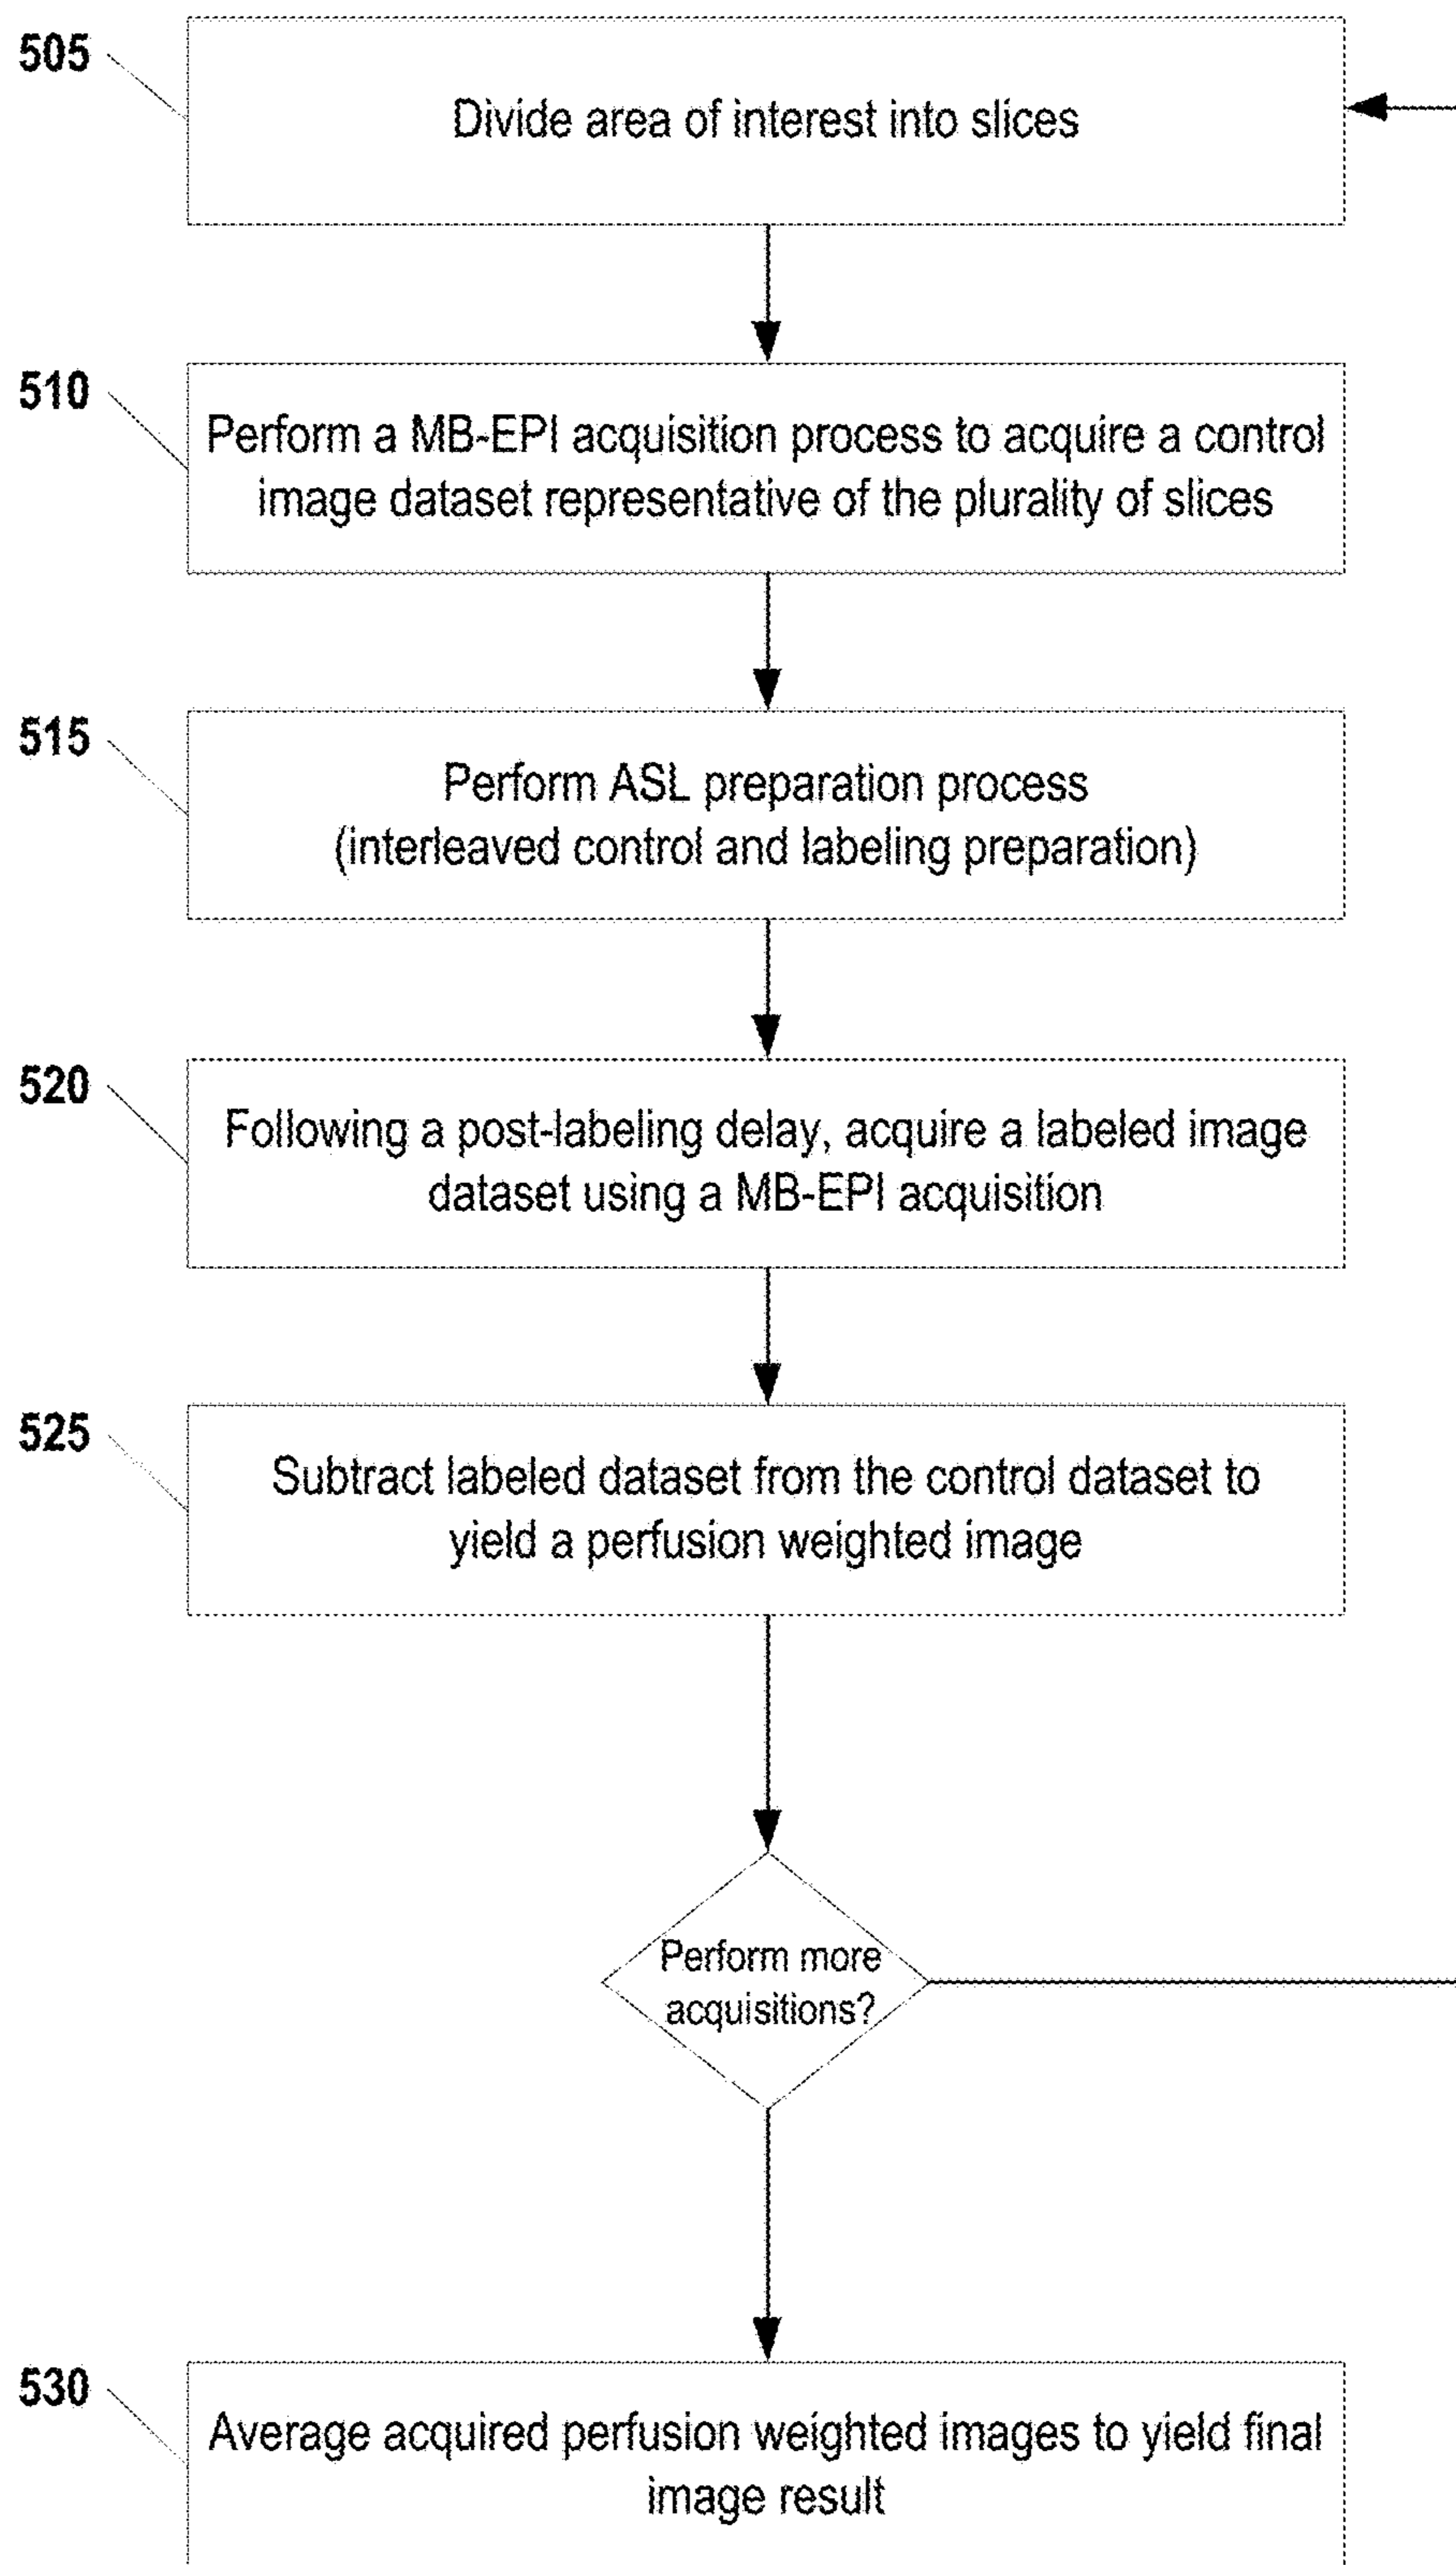 505
Divide area of interest into slices
510
Perform a MB-EPI acquisition process to acquire a control
image dataset representative of the plurality of slices
515
Perform ASL preparation process
(interleaved control and labeling preparation)
520
Following a post-labeling delay, acquire a labeled image
dataset using a MB-EPI acquisition
525
Subtract labeled dataset from the control dataset to
yield a perfusion weighted image
Perform more
acquisitions?
530
Average acquired perfusion weighted images to yield final
image result